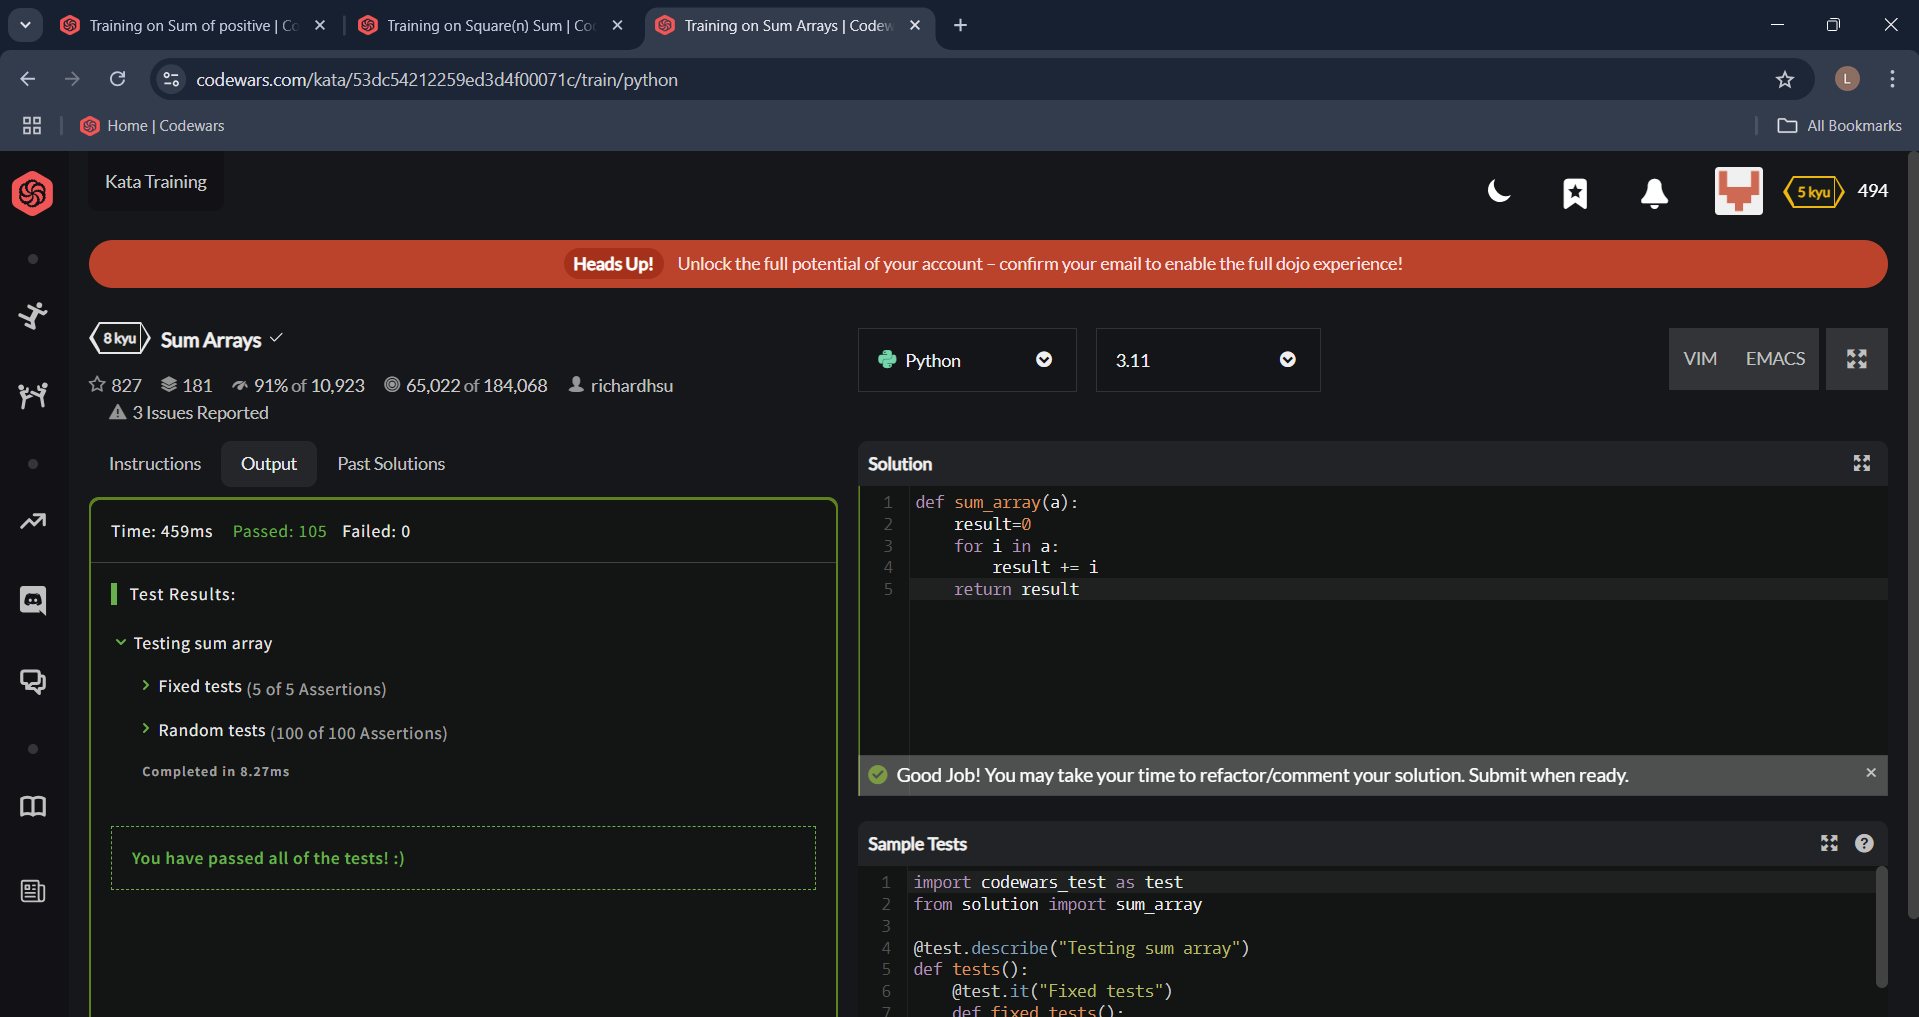 Training on Sum of positive | Co
Training on Square(n) Sum | Co
Training on Sum Arrays | Codew
codewars.com/kata/53dc54212259ed3d4f00071c/train/python
L
Home | Codewars
All Bookmarks
Kata Training
5 kyu
494
Heads Up! Unlock the full potential of your account – confirm your email to enable the full dojo experience!
8 kyu
Sum Arrays
827 181 91% of 10,923 65,022 of 184,068 richardhsu
3 Issues Reported
Python
3.11
VIM EMACS
Instructions Output Past Solutions
Time: 459ms Passed: 105 Failed: 0
Test Results:
Testing sum array
Fixed tests (5 of 5 Assertions)
Random tests (100 of 100 Assertions)
Completed in 8.27ms
You have passed all of the tests! :)
Solution
1 def sum_array(a):
2     result=0
3     for i in a:
4         result += i
5     return result
Good Job! You may take your time to refactor/comment your solution. Submit when ready.
Sample Tests
1 import codewars_test as test
2 from solution import sum_array
3
4 @test.describe("Testing sum array")
5 def tests():
6     @test.it("Fixed tests")
7     def fixed_tests():